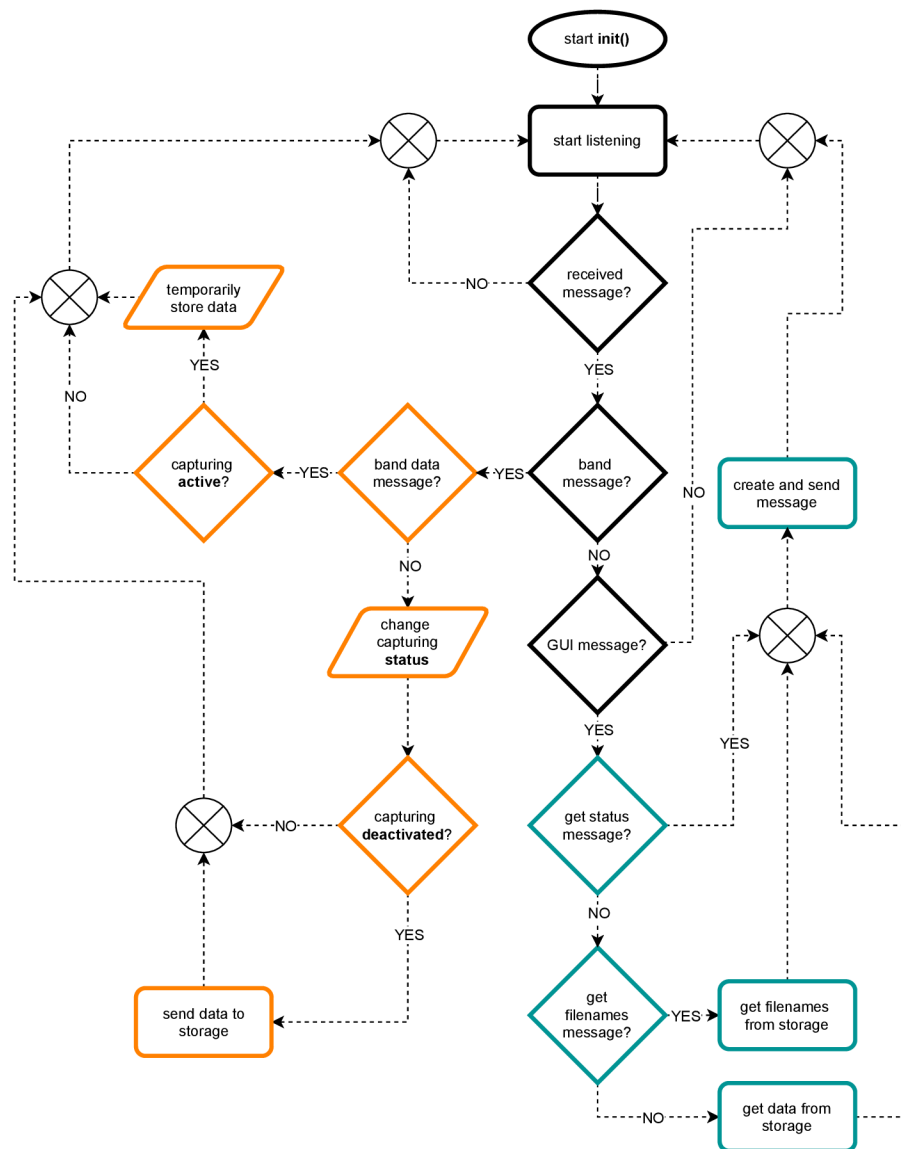 start init()
start listening
received
message?
NO
YES
temporarily
store data
YES
NO
capturing
active?
YES
band data
message?
YES
band
message?
NO
create and send
message
NO
NO
change
capturing
status
GUI message?
YES
YES
capturing
deactivated?
NO
get status
message?
YES
NO
send data to
storage
get
filenames
message?
YES
get filenames
from storage
NO
get data from
storage